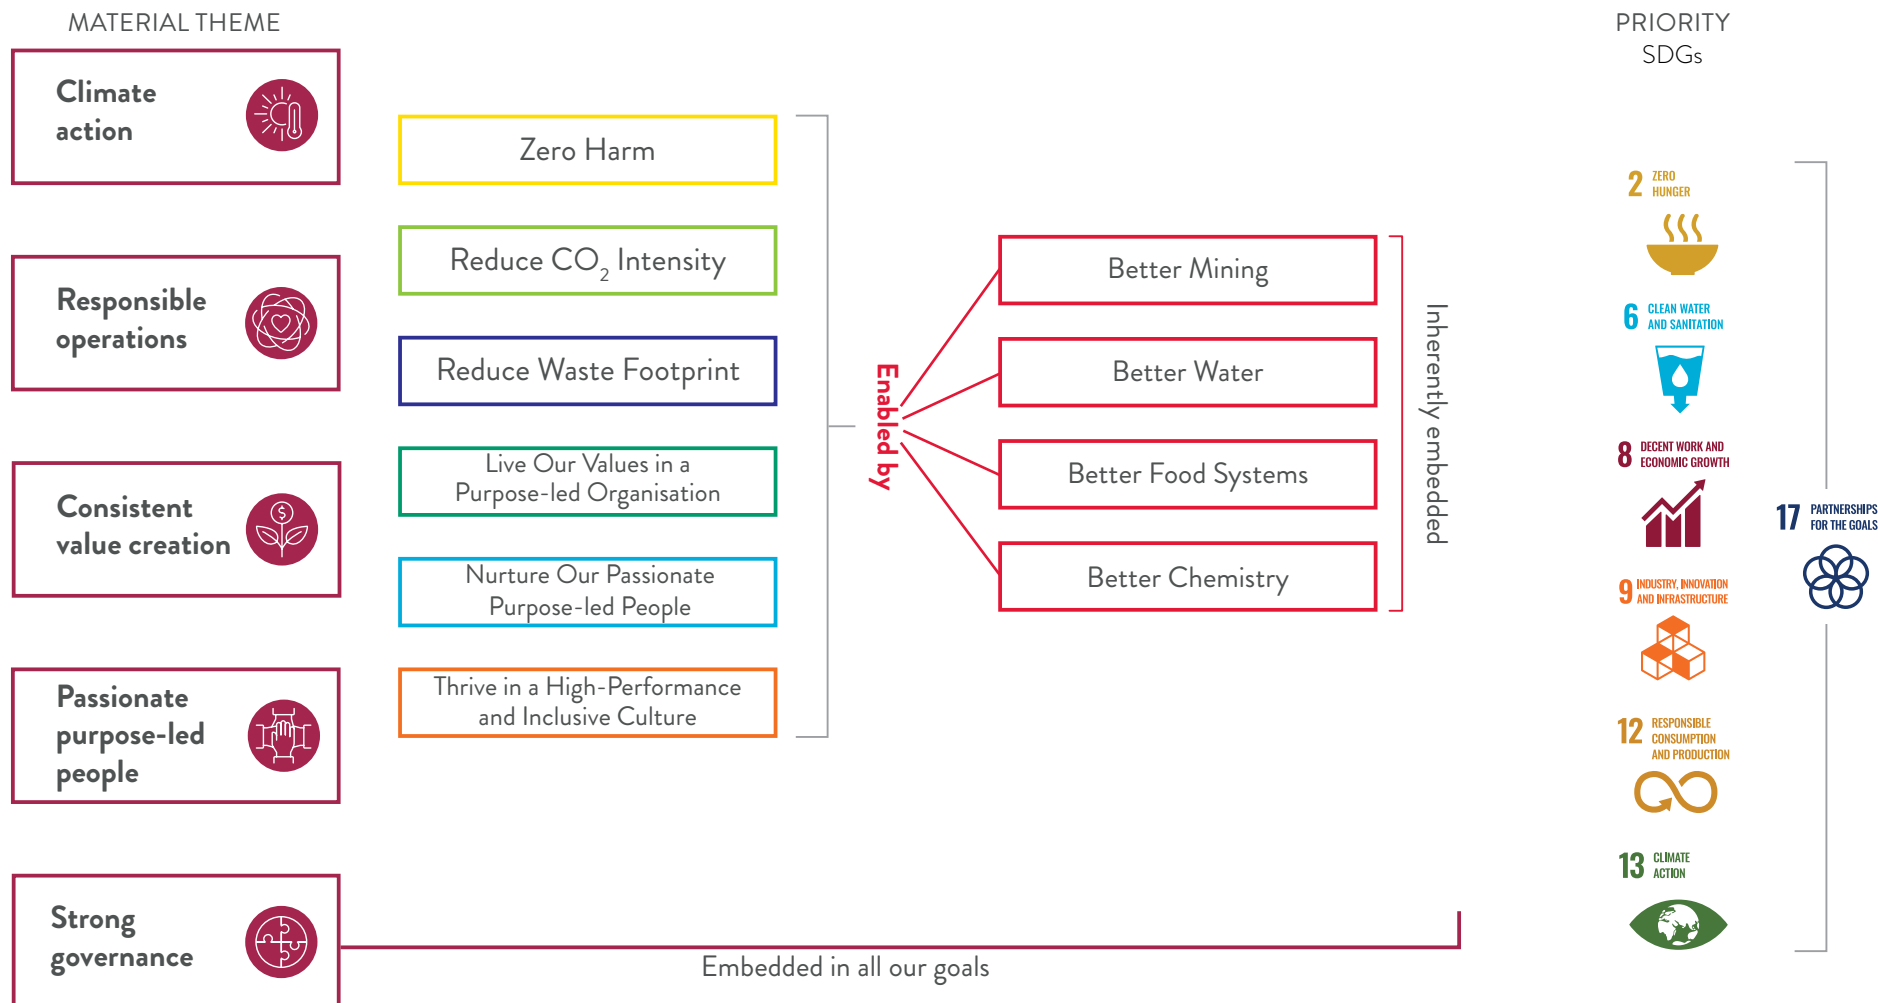 MATERIAL THEME
Climate
action
Responsible
operations
Consistent
value creation
$
Passionate
purpose-led
people
Strong
governance
Zero Harm
Reduce CO₂ Intensity
Reduce Waste Footprint
Live Our Values in a
Purpose-led Organisation
Nurture Our Passionate
Purpose-led People
Thrive in a High-Performance
and Inclusive Culture
Enabled by
Better Mining
Better Water
Better Food Systems
Better Chemistry
Inherently embedded
Embedded in all our goals
PRIORITY
SDGs
2 ZERO
HUNGER
6 CLEAN WATER
AND SANITATION
8 DECENT WORK AND
ECONOMIC GROWTH
9 INDUSTRY, INNOVATION
AND INFRASTRUCTURE
12 RESPONSIBLE
CONSUMPTION
AND PRODUCTION
13 CLIMATE
ACTION
17 PARTNERSHIPS
FOR THE GOALS